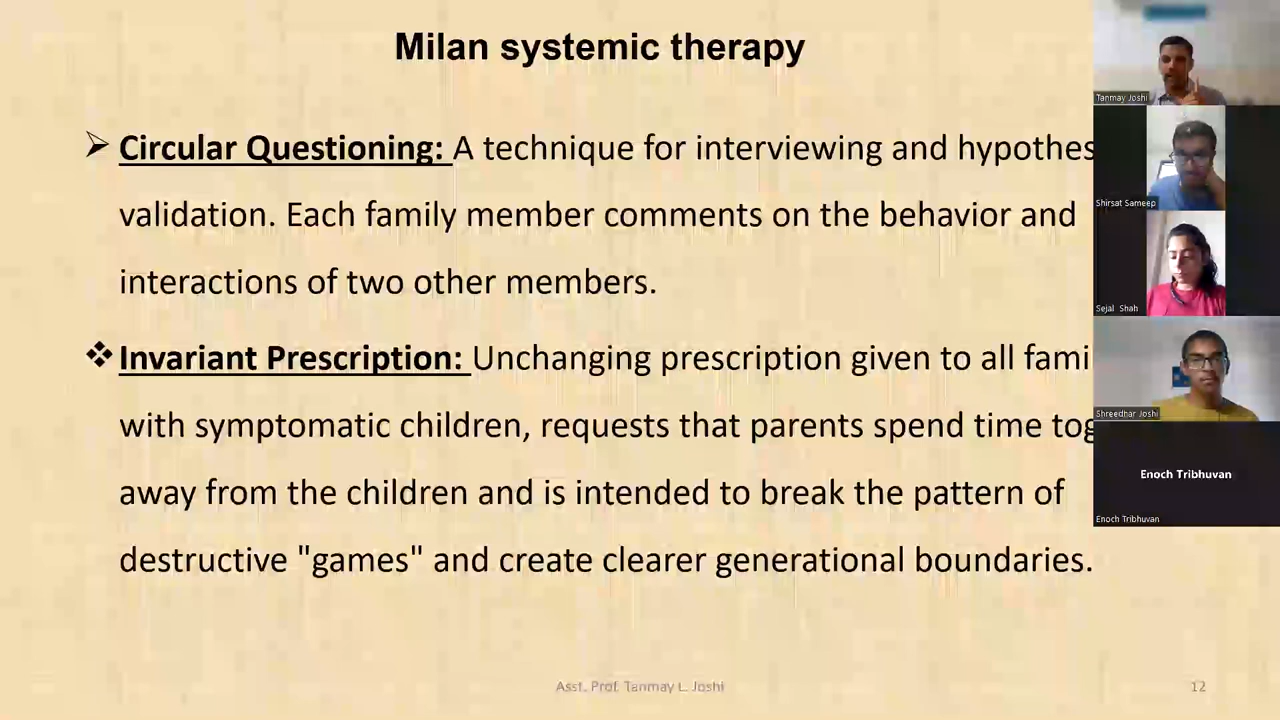 Milan systemic therapy
Circular Questioning: A technique for interviewing and hypothes
validation. Each family member comments on the behavior and
interactions of two other members.
Invariant Prescription: Unchanging prescription given to all fami
with symptomatic children, requests that parents spend time tog
away from the children and is intended to break the pattern of
destructive "games" and create clearer generational boundaries.
Asst. Prof. Tanmay L. Joshi
12
Tanmay Joshi
Shirsat Sameep
Sejal Shah
Shreedhar Joshi
Enoch Tribhuvan
Enoch Tribhuvan